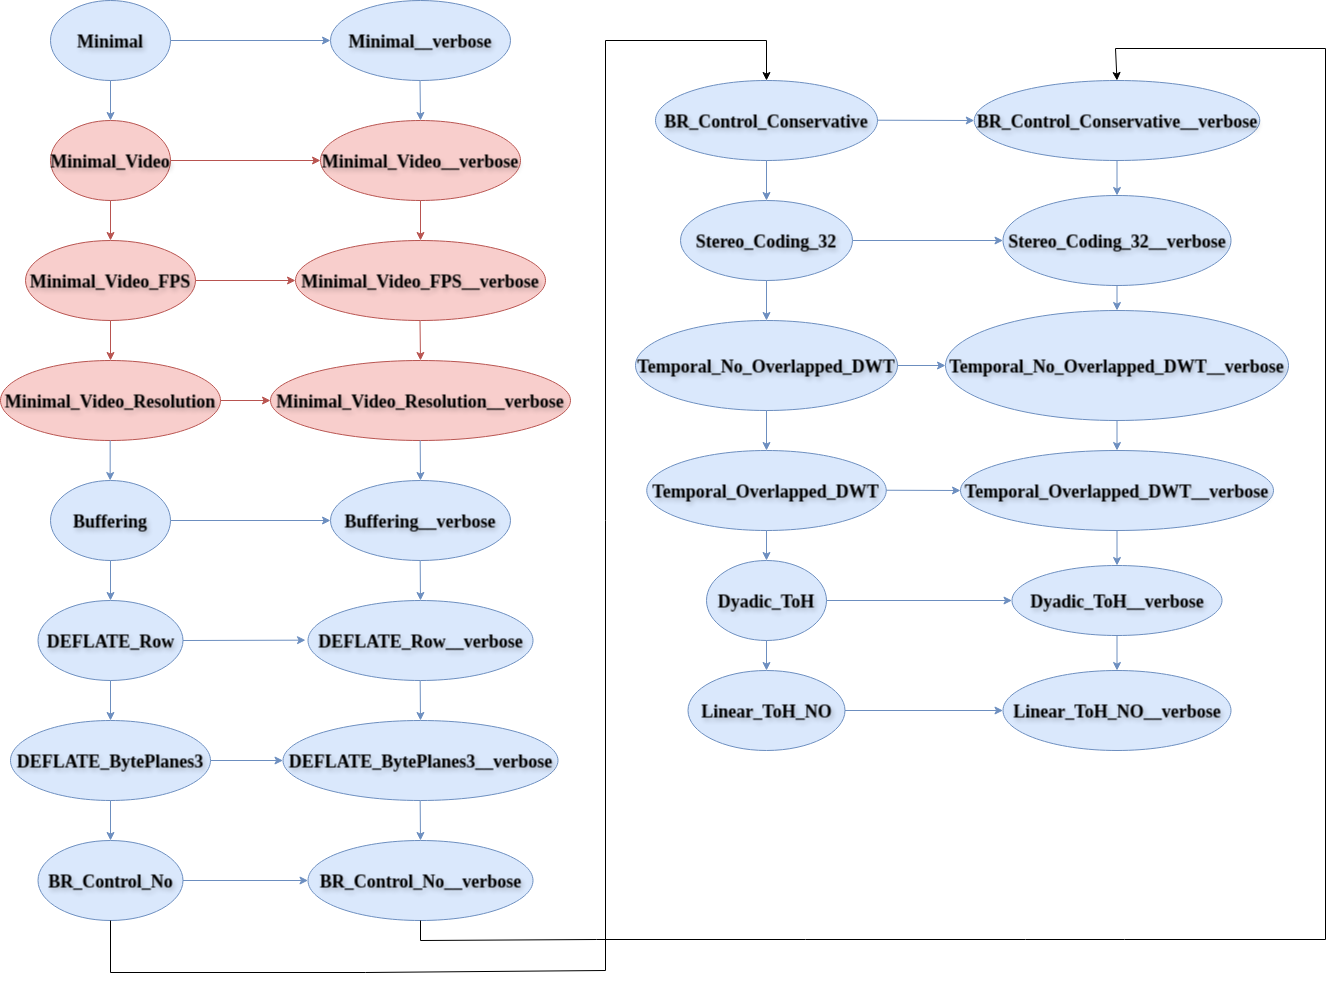 Minimal
Minimal__verbose
Minimal_Video
Minimal_Video__verbose
Minimal_Video_FPS
Minimal_Video_FPS__verbose
Minimal_Video_Resolution
Minimal_Video_Resolution__verbose
Buffering
Buffering__verbose
DEFLATE_Row
DEFLATE_Row__verbose
DEFLATE_BytePlanes3
DEFLATE_BytePlanes3__verbose
BR_Control_No
BR_Control_No__verbose
BR_Control_Conservative
BR_Control_Conservative__verbose
Stereo_Coding_32
Stereo_Coding_32__verbose
Temporal_No_Overlapped_DWT
Temporal_No_Overlapped_DWT__verbose
Temporal_Overlapped_DWT
Temporal_Overlapped_DWT__verbose
Dyadic_ToH
Dyadic_ToH__verbose
Linear_ToH_NO
Linear_ToH_NO__verbose